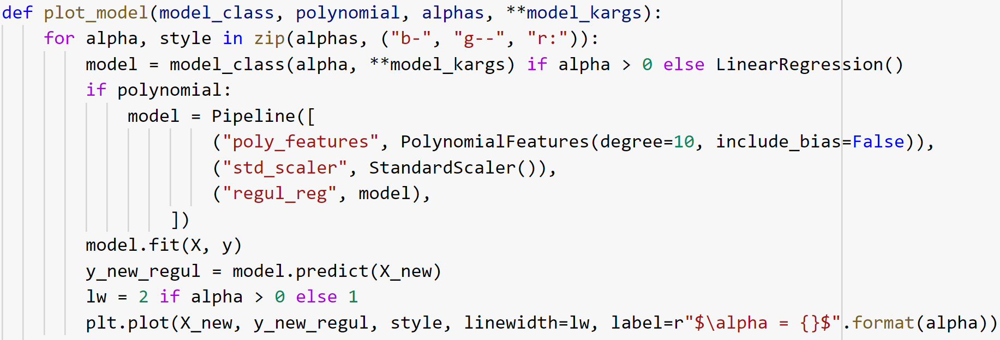 def plot_model(model_class, polynomial, alphas, **model_kargs):
    for alpha, style in zip(alphas, ("b-", "g--", "r:")):
        model = model_class(alpha, **model_kargs) if alpha > 0 else LinearRegression()
        if polynomial:
            model = Pipeline([
                    ("poly_features", PolynomialFeatures(degree=10, include_bias=False)),
                    ("std_scaler", StandardScaler()),
                    ("regul_reg", model),
                ])
        model.fit(X, y)
        y_new_regul = model.predict(X_new)
        lw = 2 if alpha > 0 else 1
        plt.plot(X_new, y_new_regul, style, linewidth=lw, label=r"$\alpha = {}$".format(alpha))